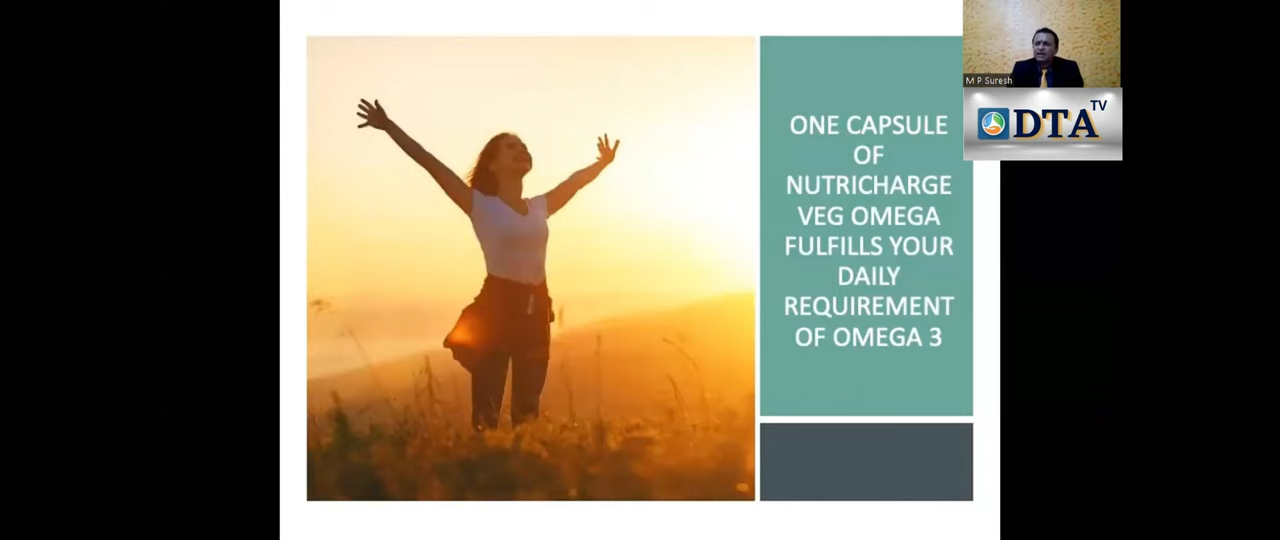 M P Suresh
DTA TV
ONE CAPSULE
OF
NUTRICHARGE
VEG OMEGA
FULFILLS YOUR
DAILY
REQUIREMENT
OF OMEGA 3